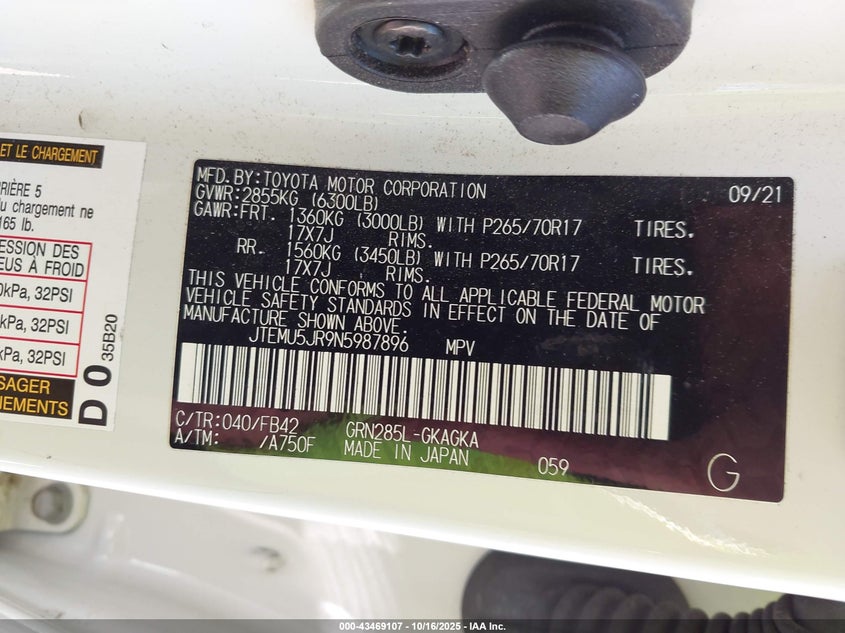 ET LE CHARGEMENT
RIÈRE 5
u chargement ne
165 lb.
ESSION DES
EUS À FROID
0kPa, 32PSI
kPa, 32PSI
kPa, 32PSI
SAGER
NEMENTS
D 0 35B20
MFD.BY:TOYOTA MOTOR CORPORATION 09/21
GVWR:2855KG (6300LB)
GAWR:FRT. 1360KG (3000LB) WITH P265/70R17 TIRES.
17X7J RIMS.
RR. 1560KG (3450LB) WITH P265/70R17 TIRES.
17X7J RIMS.
THIS VEHICLE CONFORMS TO ALL APPLICABLE FEDERAL MOTOR
VEHICLE SAFETY STANDARDS IN EFFECT ON THE DATE OF
MANUFACTURE SHOWN ABOVE.
JTEMU5JR9N5987896 MPV
C/TR:040/FB42 GRN285L-GKAGKA
A/TM: /A750F MADE IN JAPAN 059
G
000-43469107 - 10/16/2025 - IAA Inc.